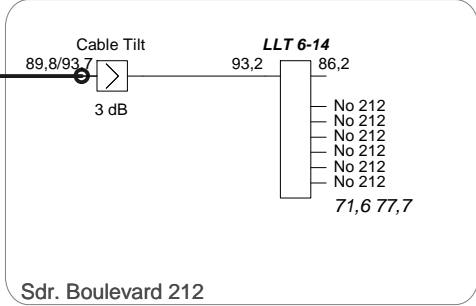 Cable Tilt
LLT 6-14
89,8/93,7
93,2
86,2
3 dB
No 212
No 212
No 212
No 212
No 212
No 212
71,6 77,7
Sdr. Boulevard 212